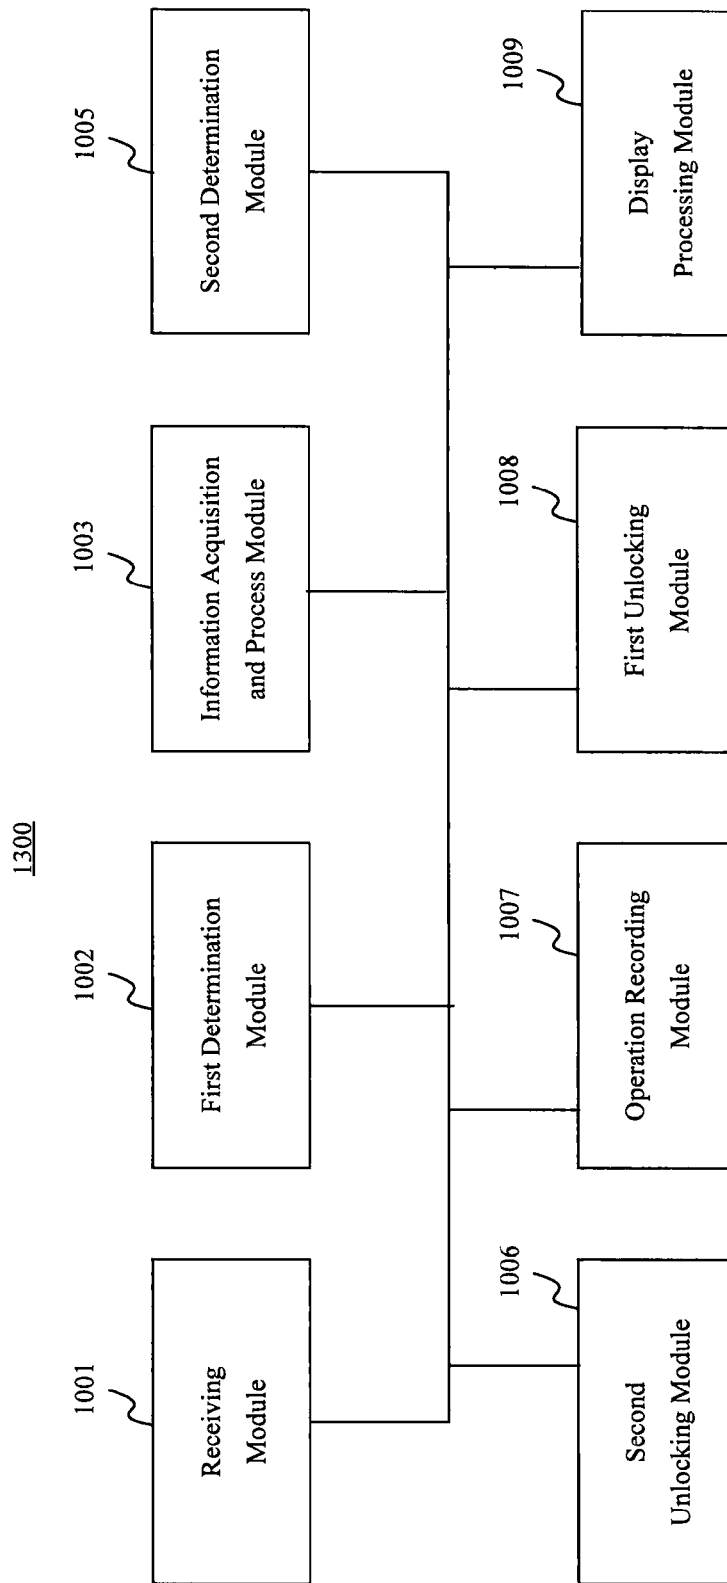 1300
1001
Receiving
Module
1002
First Determination
Module
1003
Information Acquisition
and Process Module
1005
Second Determination
Module
1006
Second
Unlocking Module
1007
Operation Recording
Module
1008
First Unlocking
Module
1009
Display
Processing Module